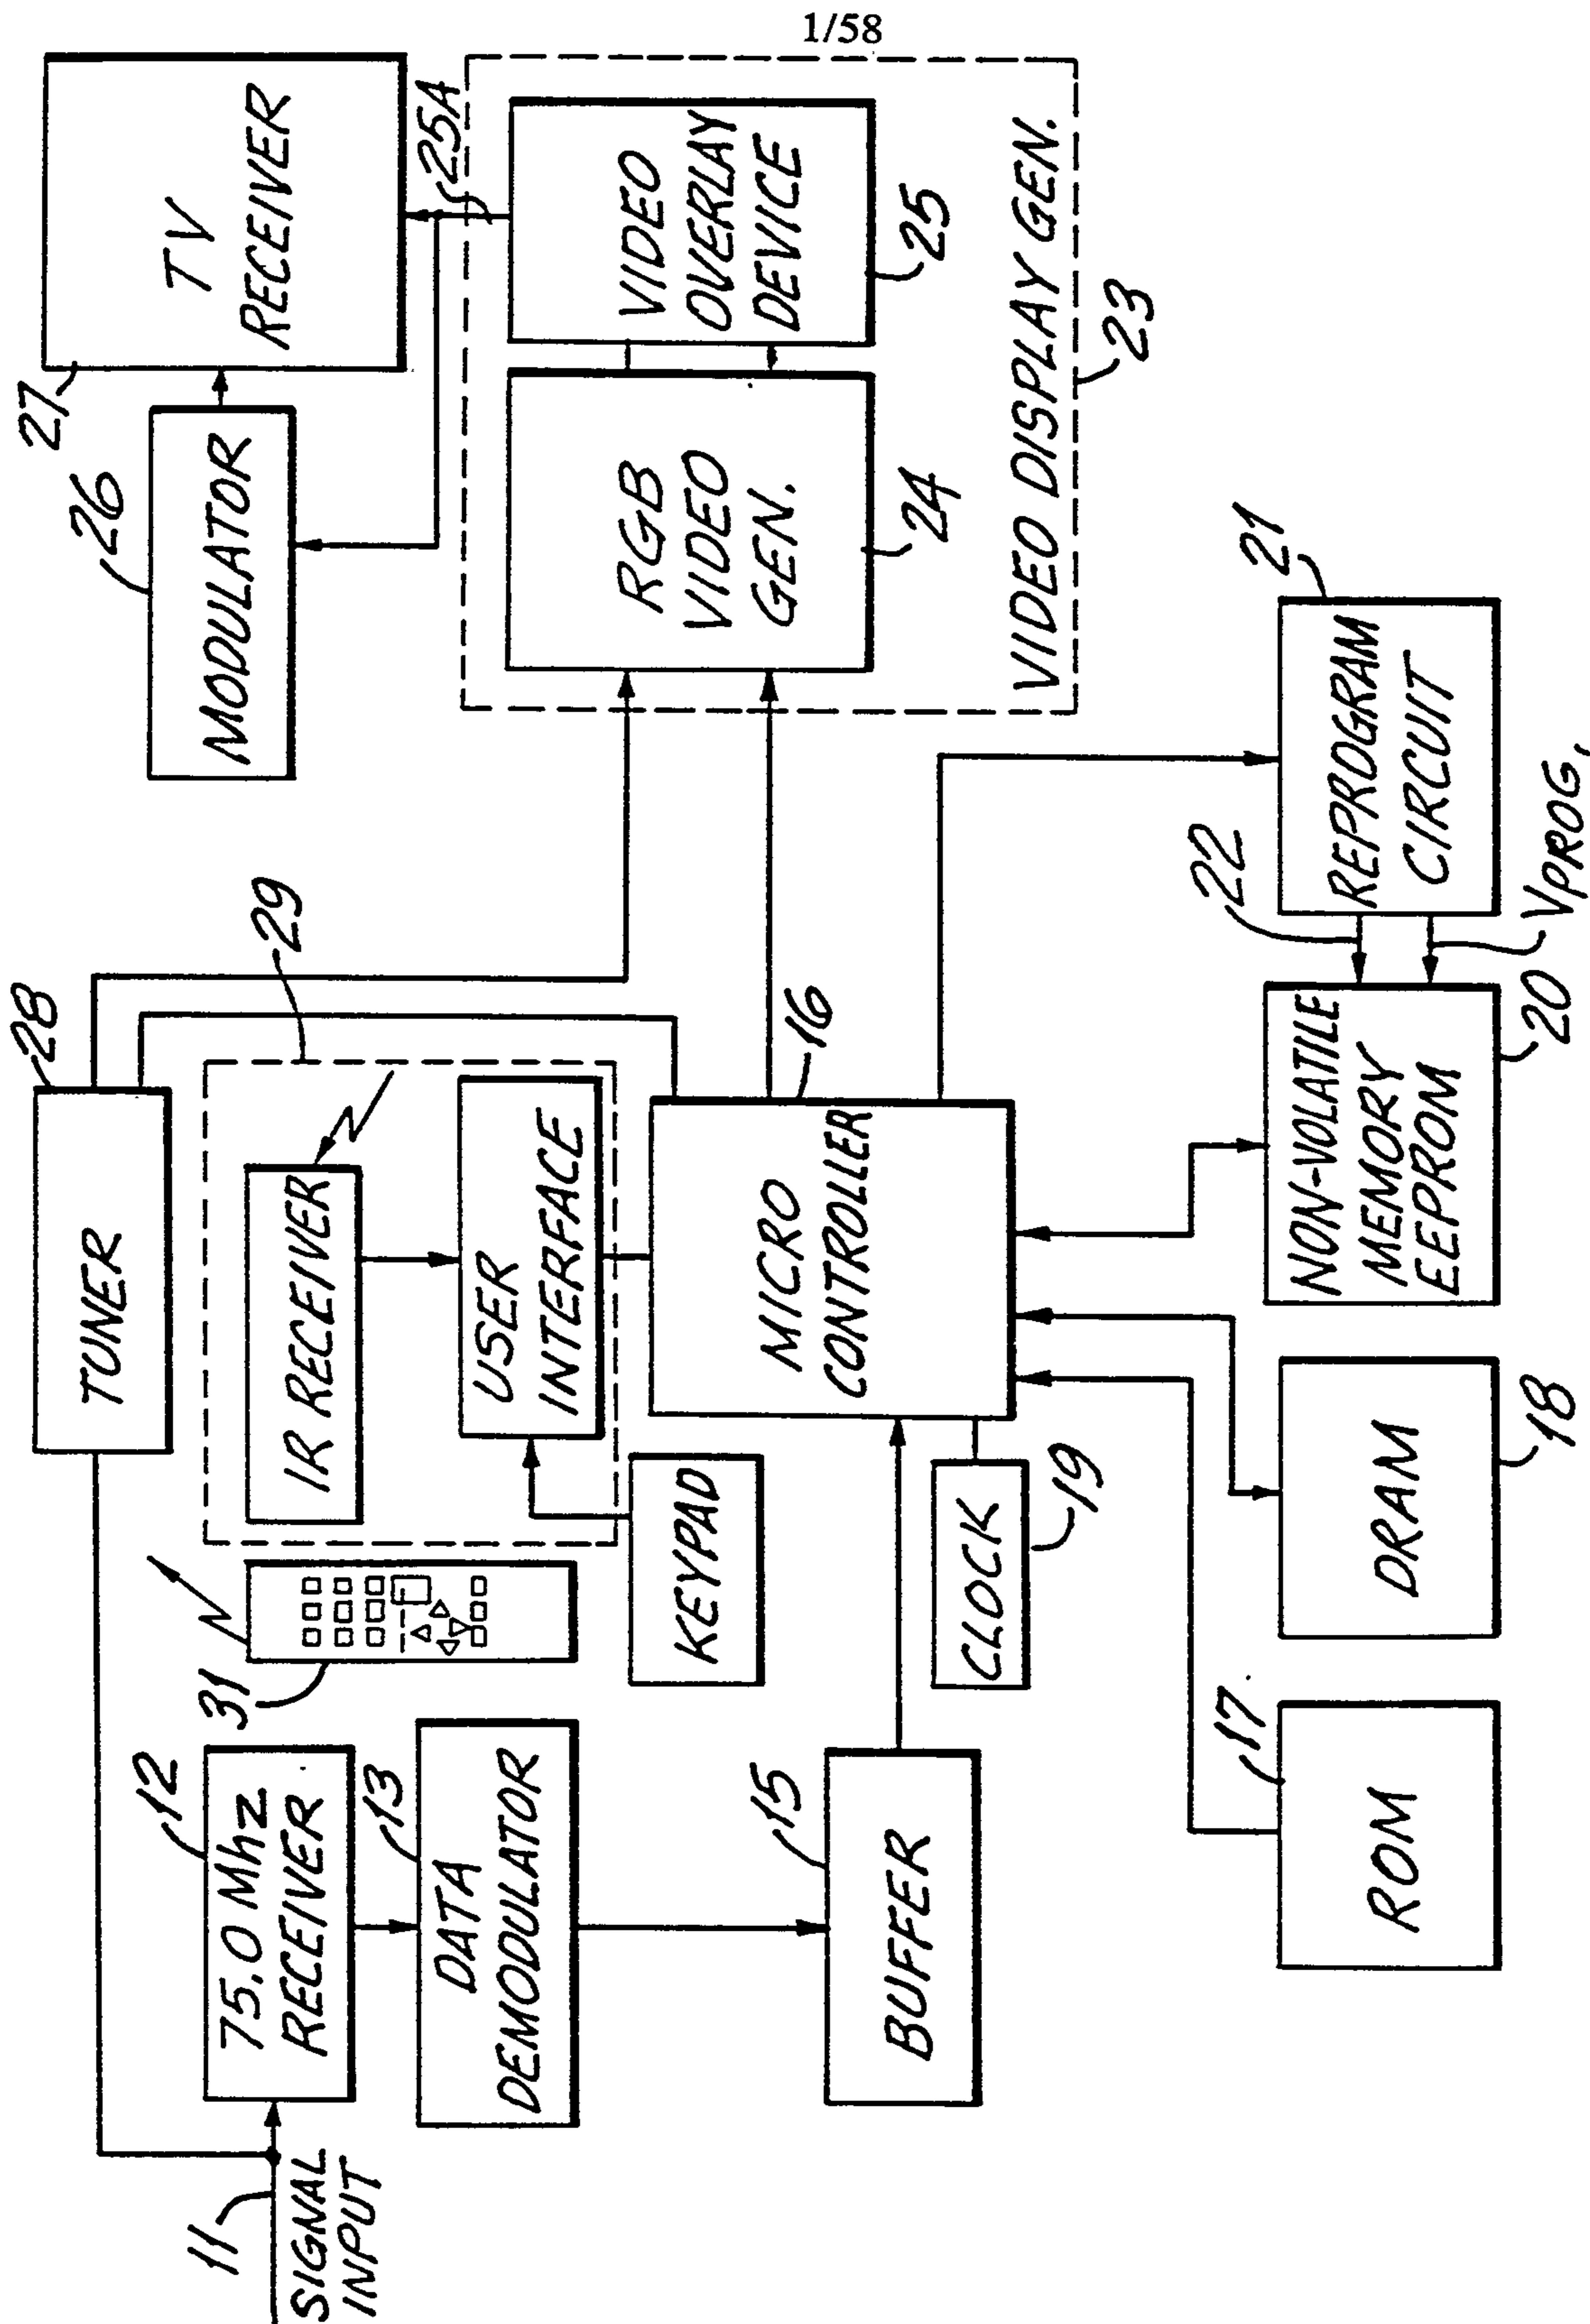 1/58
11
SIGNAL
INPUT
12
75.0 Mhz
RECEIVER
13
DATA
DEMODULATOR
15
BUFFER
17
ROM
31
28
TUNER
29
IR RECEIVER
USER
INTERFACE
KEYPAD
16
MICRO
CONTROLLER
CLOCK
19
DRAM
18
NON-VOLATILE
MEMORY
EEPROM
20
22
VPROG.
21
REPROGRAM
CIRCUIT
26
MODULATOR
27
TV
RECEIVER
25A
RGB
VIDEO
GEN.
24
VIDEO
OVERLAY
DEVICE
25
VIDEO DISPLAY GEN.
23